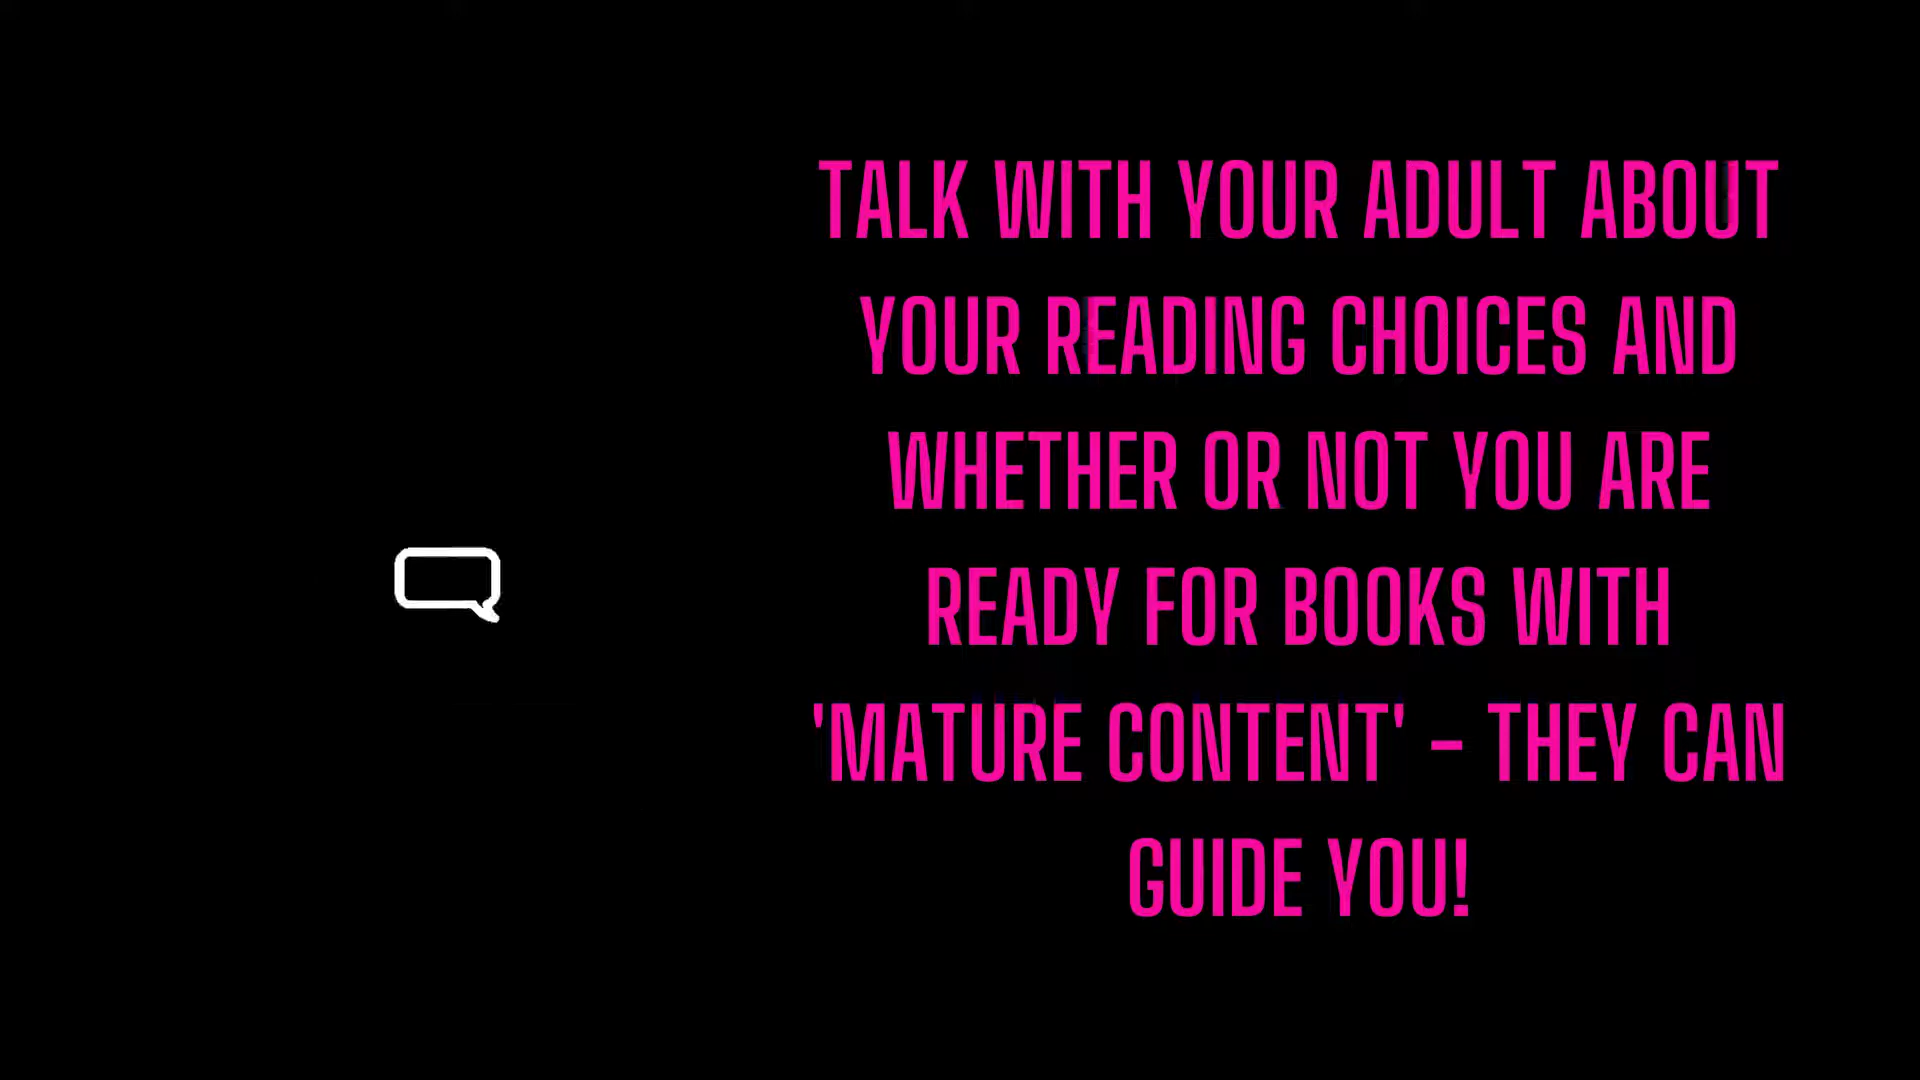 TALK WITH YOUR ADULT ABOUT
YOUR READING CHOICES AND
WHETHER OR NOT YOU ARE
READY FOR BOOKS WITH
'MATURE CONTENT' - THEY CAN
GUIDE YOU!